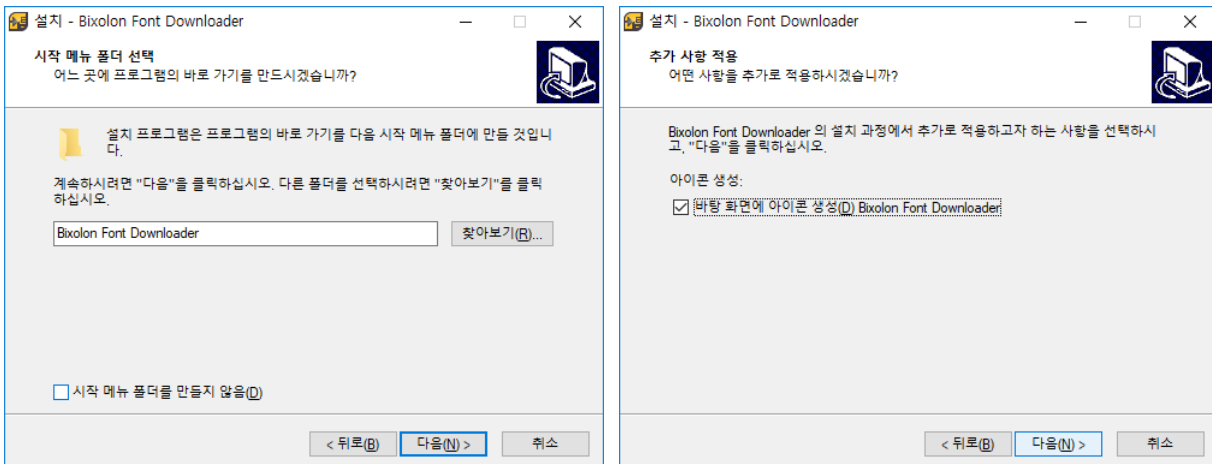 설치 - Bixolon Font Downloader
시작 메뉴 폴더 선택
어느 곳에 프로그램의 바로 가기를 만드시겠습니까?
설치 프로그램은 프로그램의 바로 가기를 다음 시작 메뉴 폴더에 만들 것입니
다.
계속하시려면 "다음"을 클릭하십시오. 다른 폴더를 선택하시려면 "찾아보기"를 클릭
하십시오.
Bixolon Font Downloader
찾아보기(R)...
시작 메뉴 폴더를 만들지 않음(D)
< 뒤로(B)
다음(N) >
취소
설치 - Bixolon Font Downloader
추가 사항 적용
어떤 사항을 추가로 적용하시겠습니까?
Bixolon Font Downloader 의 설치 과정에서 추가로 적용하고자 하는 사항을 선택하시
고, "다음"을 클릭하십시오.
아이콘 생성:
바탕 화면에 아이콘 생성(D) Bixolon Font Downloader
< 뒤로(B)
다음(N) >
취소